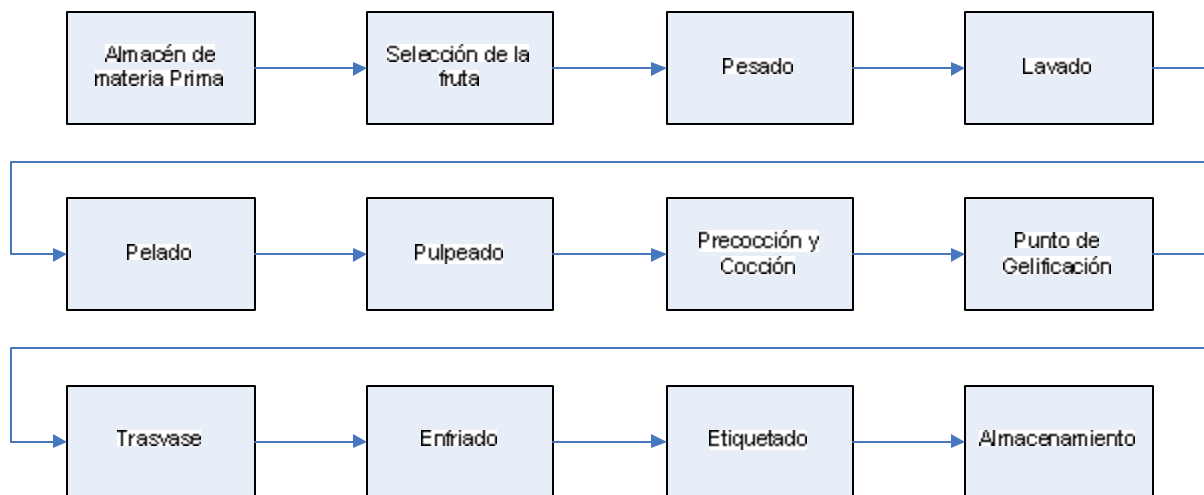 Almacén de
materia Prima
Selección de la
fruta
Pesado
Lavado
Pelado
Pulpeado
Precocción y
Cocción
Punto de
Gelificación
Trasvase
Enfriado
Etiquetado
Almacenamiento